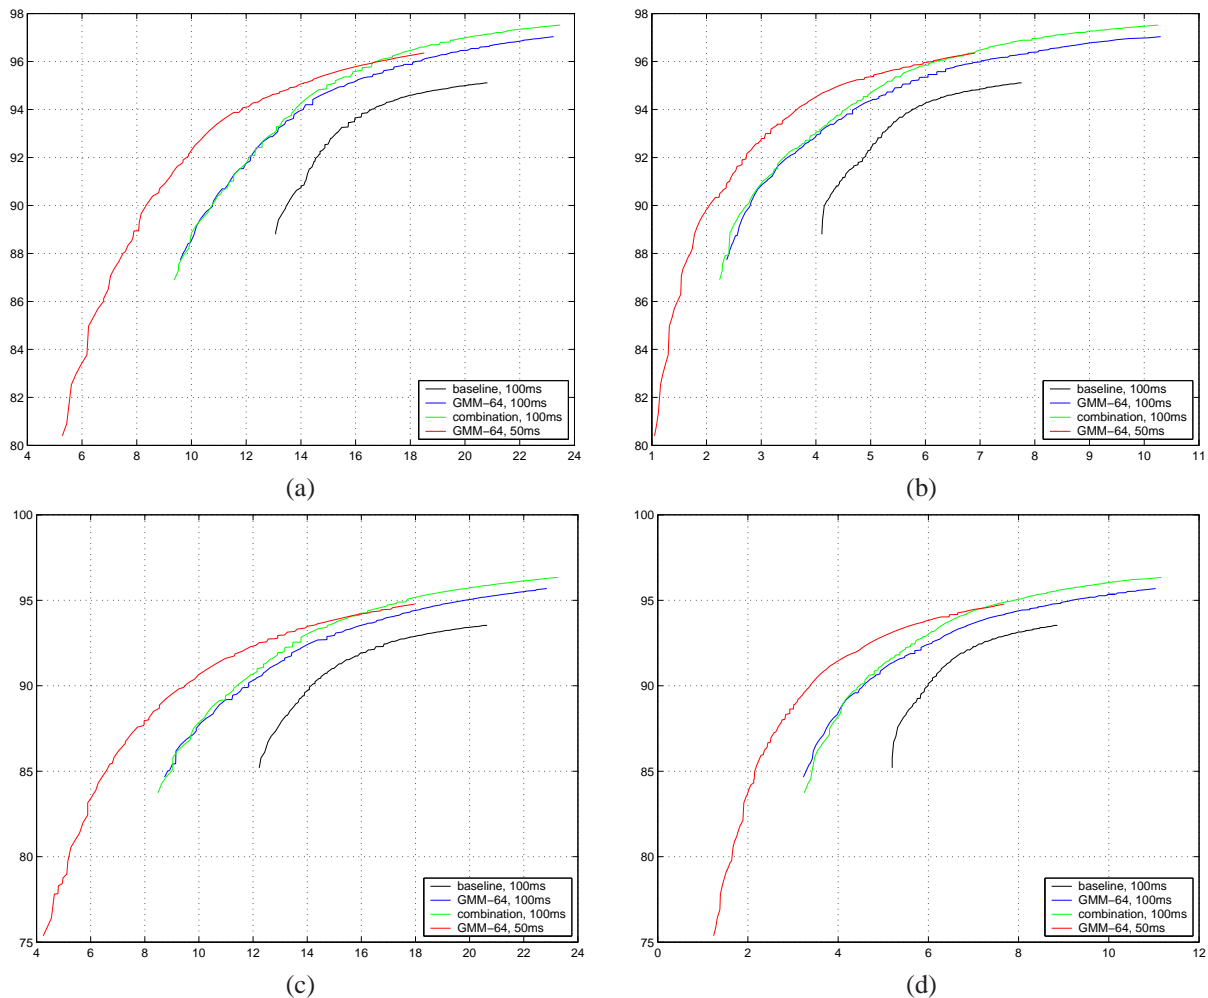 98
96
94
92
90
88
86
84
82
80
4 6 8 10 12 14 16 18 20 22 24
baseline, 100ms
GMM−64, 100ms
combination, 100ms
GMM−64, 50ms
(a)
98
96
94
92
90
88
86
84
82
80
1 2 3 4 5 6 7 8 9 10 11
baseline, 100ms
GMM−64, 100ms
combination, 100ms
GMM−64, 50ms
(b)
100
95
90
85
80
75
4 6 8 10 12 14 16 18 20 22 24
baseline, 100ms
GMM−64, 100ms
combination, 100ms
GMM−64, 50ms
(c)
100
95
90
85
80
75
0 2 4 6 8 10 12
baseline, 100ms
GMM−64, 100ms
combination, 100ms
GMM−64, 50ms
(d)